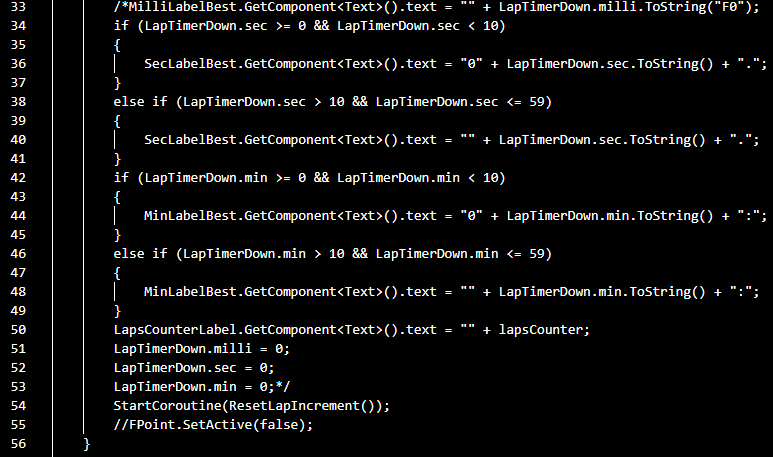 33 /*MilliLabelBest.GetComponent<Text>().text = "" + LapTimerDown.milli.ToString("F0");
34 if (LapTimerDown.sec >= 0 && LapTimerDown.sec < 10)
35 {
36 SecLabelBest.GetComponent<Text>().text = "0" + LapTimerDown.sec.ToString() + ".";
37 }
38 else if (LapTimerDown.sec > 10 && LapTimerDown.sec <= 59)
39 {
40 SecLabelBest.GetComponent<Text>().text = "" + LapTimerDown.sec.ToString() + ".";
41 }
42 if (LapTimerDown.min >= 0 && LapTimerDown.min < 10)
43 {
44 MinLabelBest.GetComponent<Text>().text = "0" + LapTimerDown.min.ToString() + ":";
45 }
46 else if (LapTimerDown.min > 10 && LapTimerDown.min <= 59)
47 {
48 MinLabelBest.GetComponent<Text>().text = "" + LapTimerDown.min.ToString() + ":";
49 }
50 LapsCounterLabel.GetComponent<Text>().text = "" + lapsCounter;
51 LapTimerDown.milli = 0;
52 LapTimerDown.sec = 0;
53 LapTimerDown.min = 0;*/
54 StartCoroutine(ResetLapIncrement());
55 //FPoint.SetActive(false);
56 }